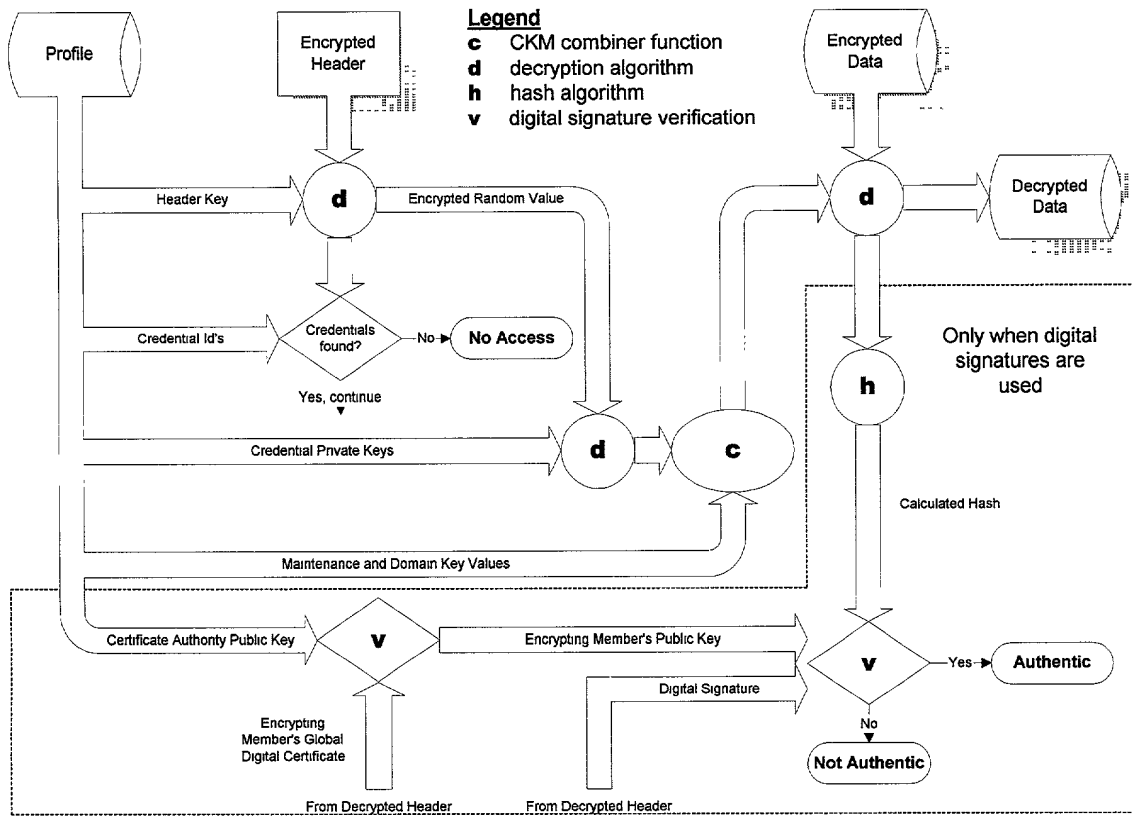 Profile
Encrypted
Header
Legend
c CKM combiner function
d decryption algorithm
h hash algorithm
v digital signature verification
Encrypted
Data
Header Key
d
Encrypted Random Value
d
Decrypted
Data
Credential Id's
Credentials
found?
No
No Access
Yes, continue
Only when digital
signatures are
used
h
Credential Private Keys
d
c
Calculated Hash
Maintenance and Domain Key Values
Certificate Authority Public Key
v
Encrypting Member's Public Key
v
Yes
Authentic
Digital Signature
Encrypting
Member's Global
Digital Certificate
No
Not Authentic
From Decrypted Header
From Decrypted Header